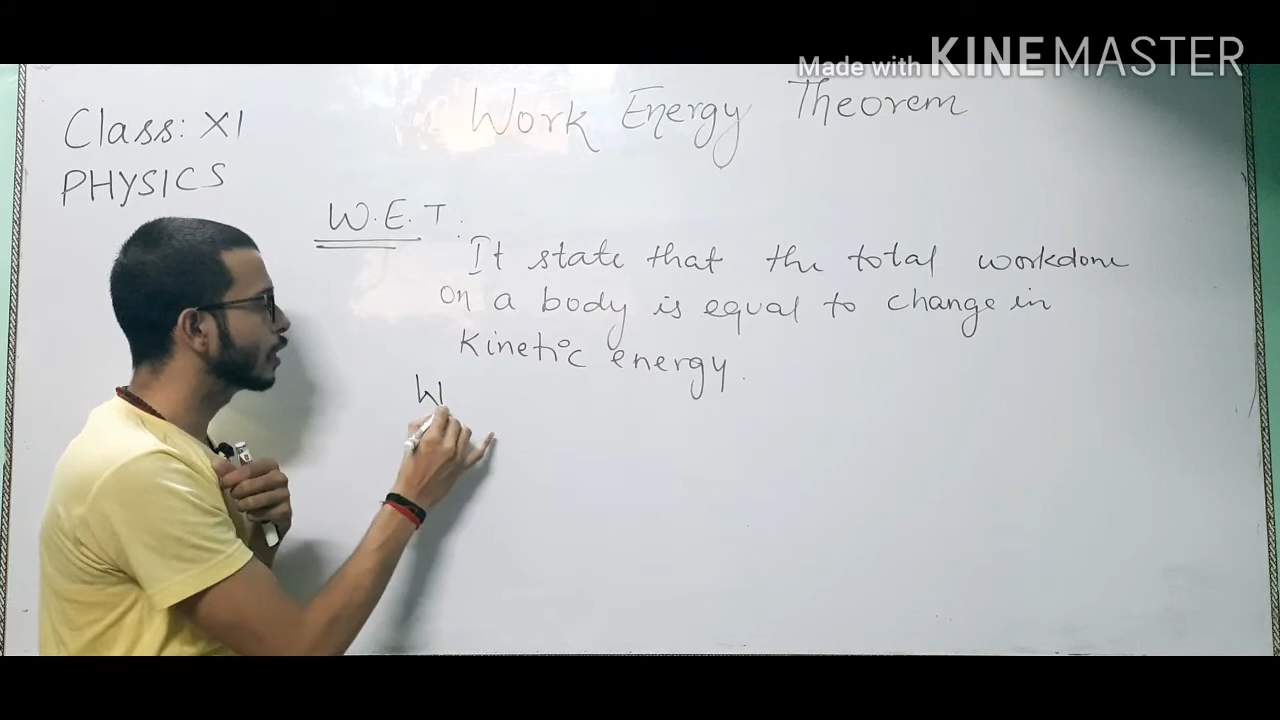 Made with KINEMASTER
Work Energy Theorem
Class: XI
PHYSICS
W.E.T.
It state that the total workdone
on a body is equal to change in
Kinetic energy.
W